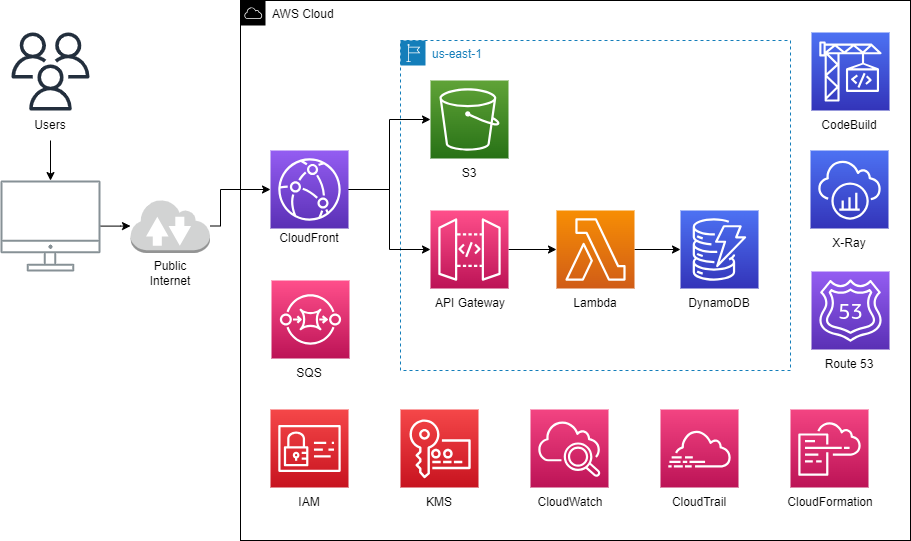 AWS Cloud
Users
us-east-1
S3
CodeBuild
Public
Internet
CloudFront
API Gateway
Lambda
DynamoDB
X-Ray
SQS
53
Route 53
IAM
KMS
CloudWatch
CloudTrail
CloudFormation